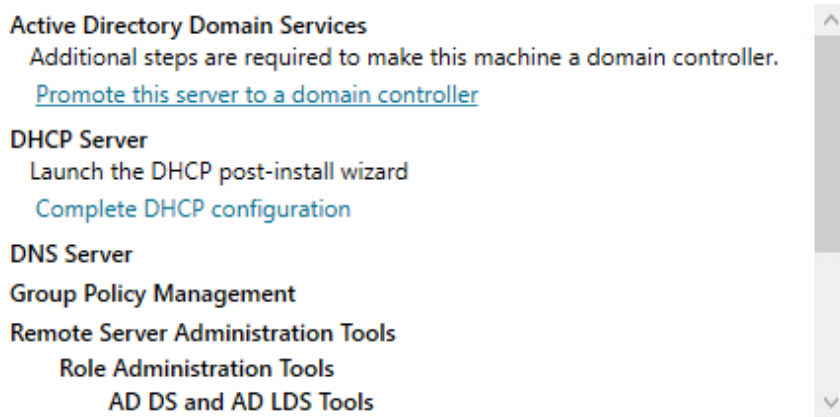 Active Directory Domain Services
Additional steps are required to make this machine a domain controller.
Promote this server to a domain controller
DHCP Server
Launch the DHCP post-install wizard
Complete DHCP configuration
DNS Server
Group Policy Management
Remote Server Administration Tools
Role Administration Tools
AD DS and AD LDS Tools